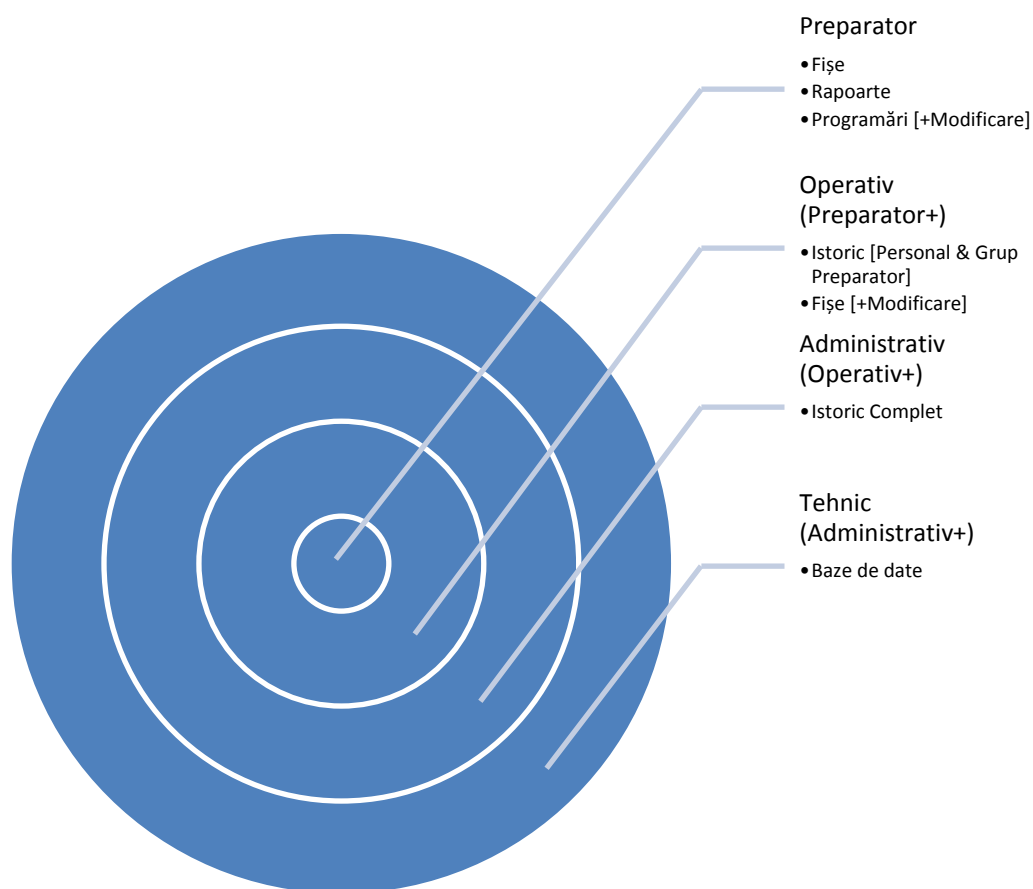 Preparator
•Fișe
•Rapoarte
•Programări [+Modificare]
Operativ
(Preparator+)
•Istoric [Personal & Grup
Preparator]
•Fișe [+Modificare]
Administrativ
(Operativ+)
•Istoric Complet
Tehnic
(Administrativ+)
•Baze de date